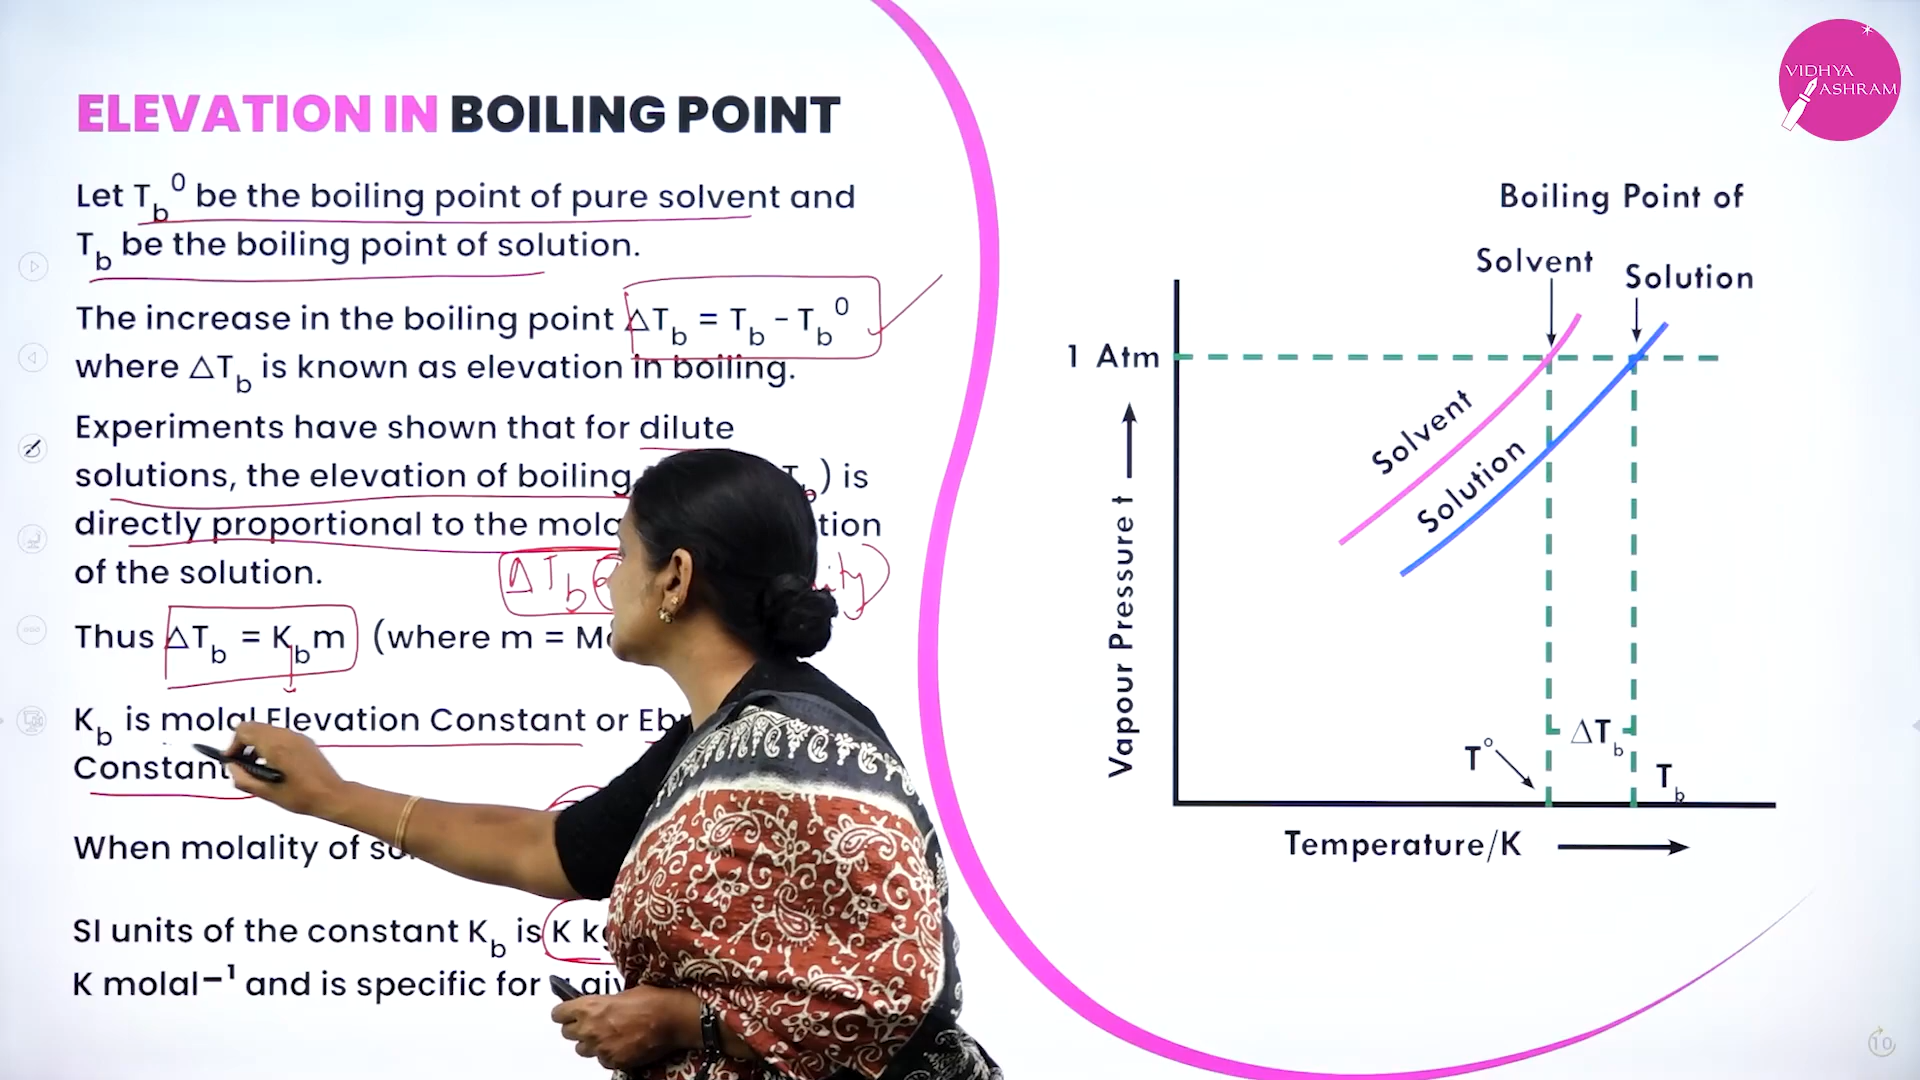 ELEVATION IN BOILING POINT
Let Tb⁰ be the boiling point of pure solvent and
Tb be the boiling point of solution.
The increase in the boiling point ΔTb = Tb - Tb⁰
where ΔTb is known as elevation in boiling.
Experiments have shown that for dilute
solutions, the elevation of boiling b) is
directly proportional to the
of the solution.
ΔTb
Thus ΔTb = Kbm (where m =
Kb is molal Elevation Constant or
Constant
When molality of
SI units of the constant Kb is K
K molal⁻¹ and is specific for
VIDHYA
ASHRAM
Boiling Point of
Solvent
Solution
1 Atm
Solvent
Solution
Vapour Pressure t
T° ΔTb Tb
Temperature/K
10